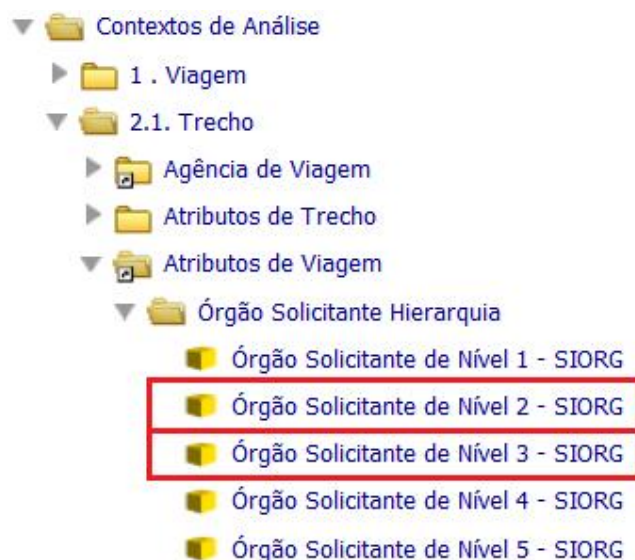 Contextos de Análise
1 . Viagem
2.1. Trecho
Agência de Viagem
Atributos de Trecho
Atributos de Viagem
Órgão Solicitante Hierarquia
Órgão Solicitante de Nível 1 - SIORG
Órgão Solicitante de Nível 2 - SIORG
Órgão Solicitante de Nível 3 - SIORG
Órgão Solicitante de Nível 4 - SIORG
Órgão Solicitante de Nível 5 - SIORG